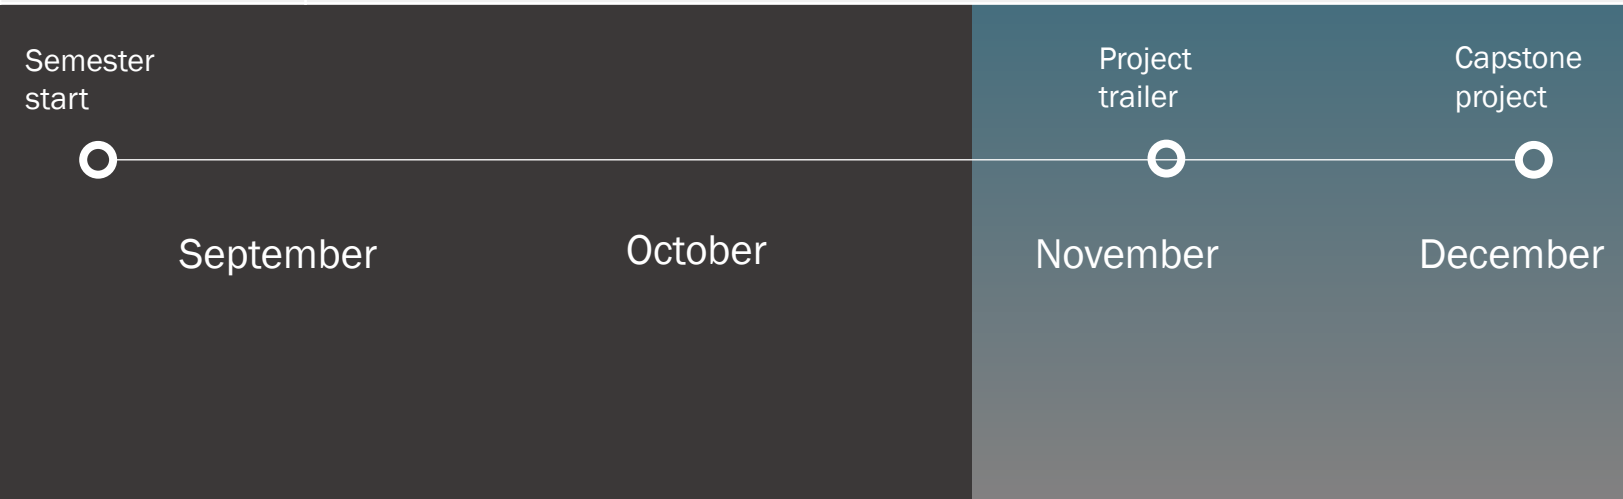 Semester
start
Project
trailer
Capstone
project
September
October
November
December